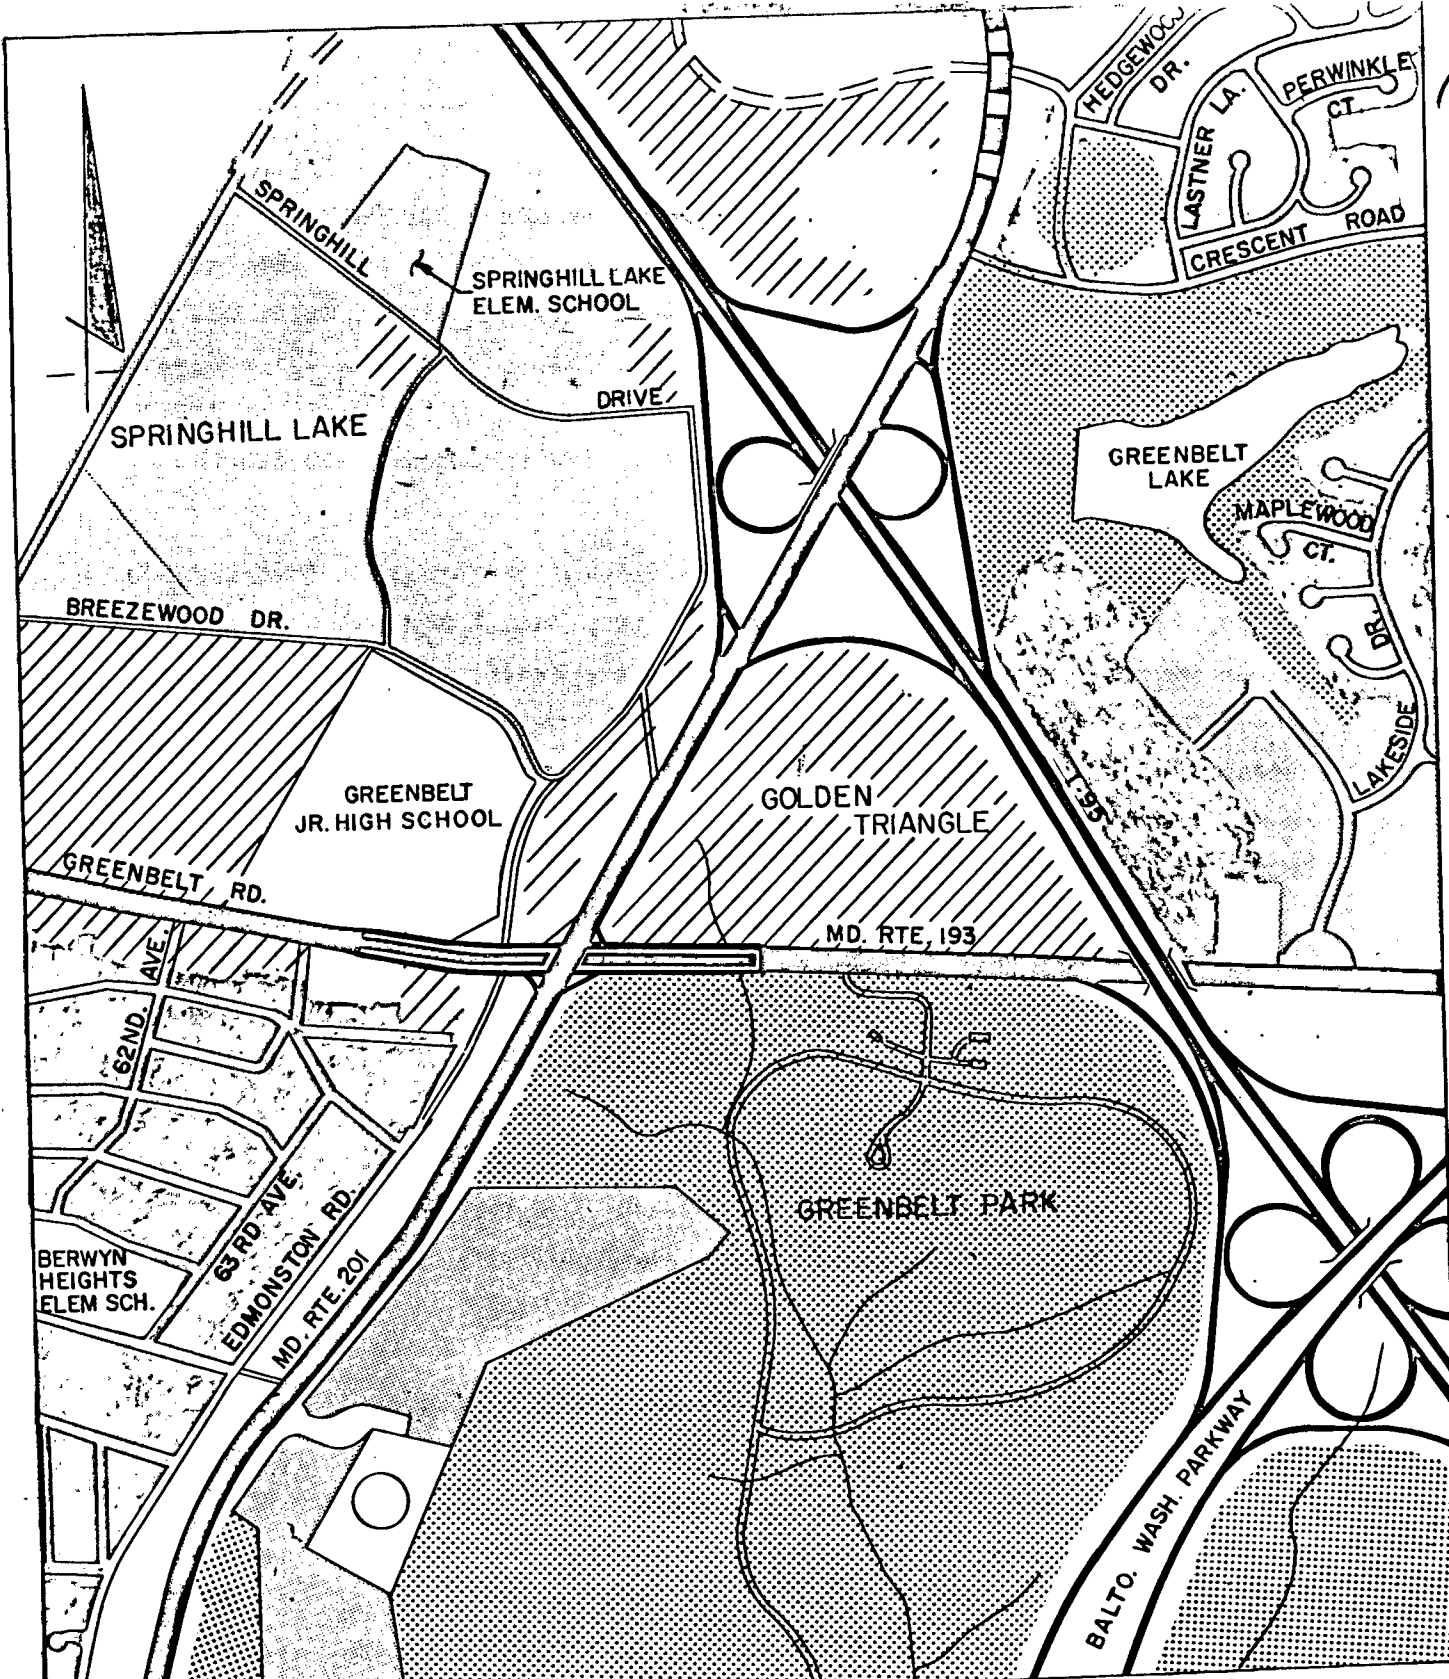 HEDGEWOOD
DR.
PERWINKLE
CT.
LASTNER LA.
CRESCENT ROAD
SPRINGHILL
SPRINGHILL LAKE
ELEM. SCHOOL
DRIVE
SPRINGHILL LAKE
GREENBELT
LAKE
MAPLEWOOD
CT.
DR.
LAKESIDE
BREEZEWOOD DR.
GREENBELT
JR. HIGH SCHOOL
GOLDEN
TRIANGLE
I-95
GREENBELT RD.
MD. RTE. 193
62ND. AVE.
GREENBELT PARK
63RD AVE.
EDMONSTON RD.
MD. RTE. 201
BERWYN
HEIGHTS
ELEM SCH.
BALTO. WASH. PARKWAY